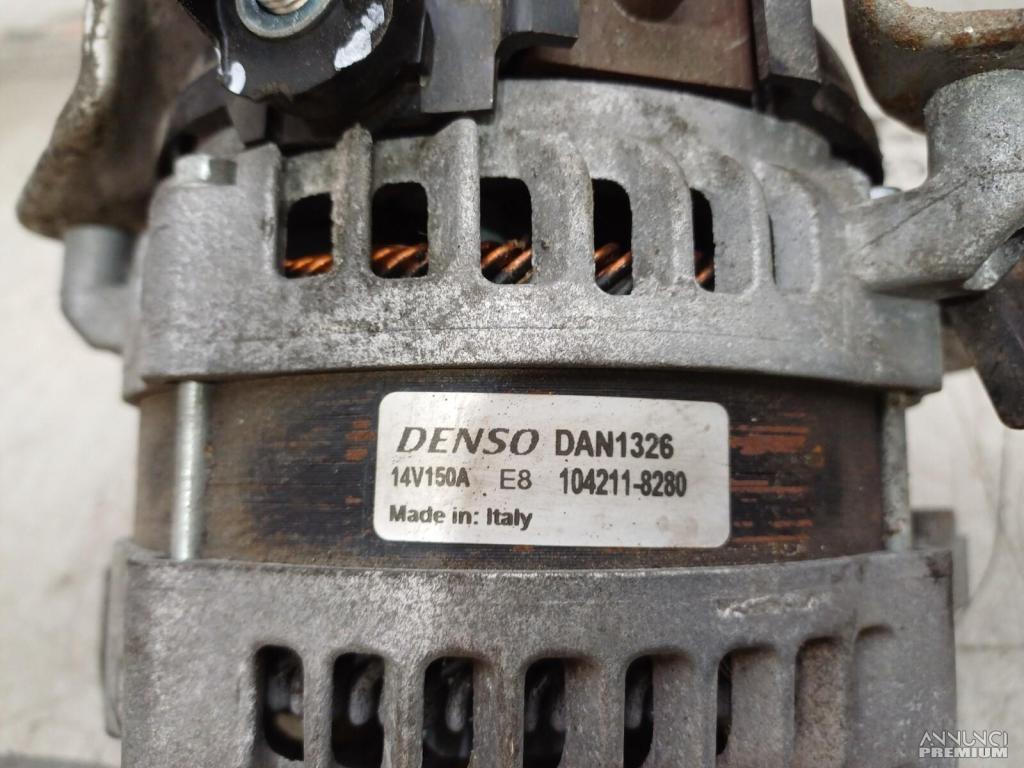 DENSO DAN1326
14V150A E8 104211-8280
Made in: Italy
ANNUNCI
PREMIUM